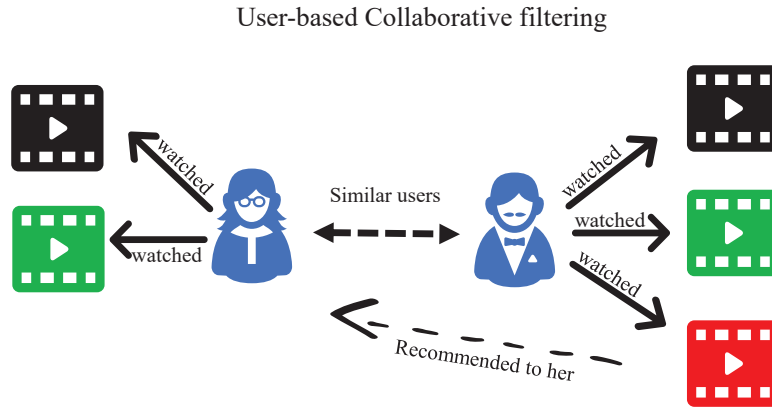 User-based Collaborative filtering
watched
watched
Similar users
watched
watched
watched
Recommended to her